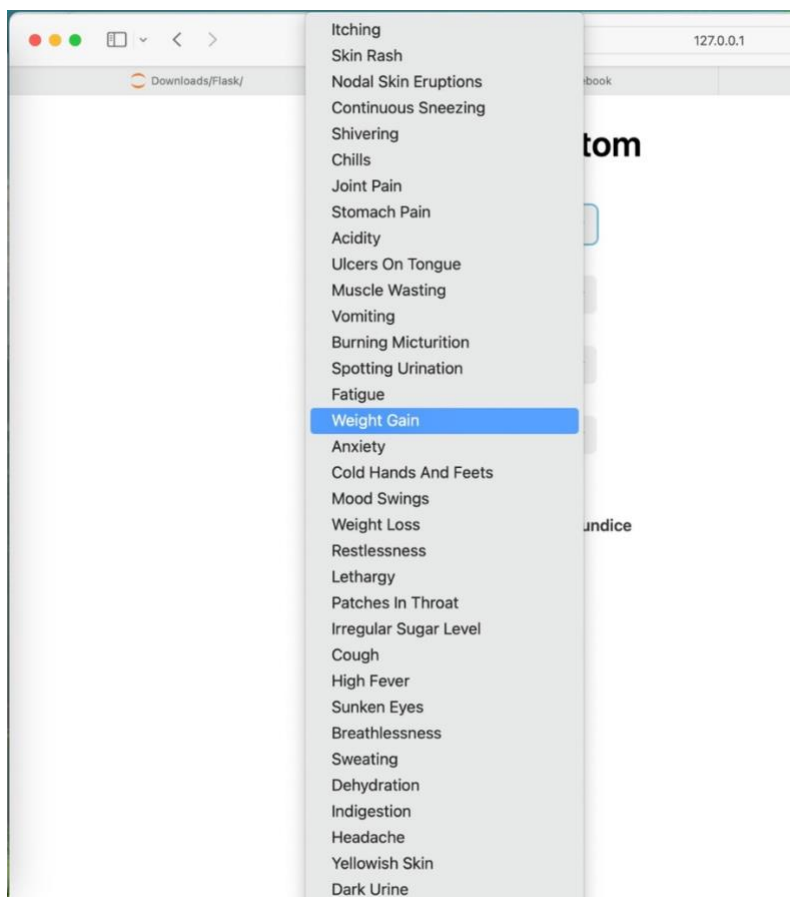 127.0.0.1
Downloads/Flask/
book
tom
Itching
Skin Rash
Nodal Skin Eruptions
Continuous Sneezing
Shivering
Chills
Joint Pain
Stomach Pain
Acidity
Ulcers On Tongue
Muscle Wasting
Vomiting
Burning Micturition
Spotting Urination
Fatigue
Weight Gain
Anxiety
Cold Hands And Feets
Mood Swings
Weight Loss
undice
Restlessness
Lethargy
Patches In Throat
Irregular Sugar Level
Cough
High Fever
Sunken Eyes
Breathlessness
Sweating
Dehydration
Indigestion
Headache
Yellowish Skin
Dark Urine